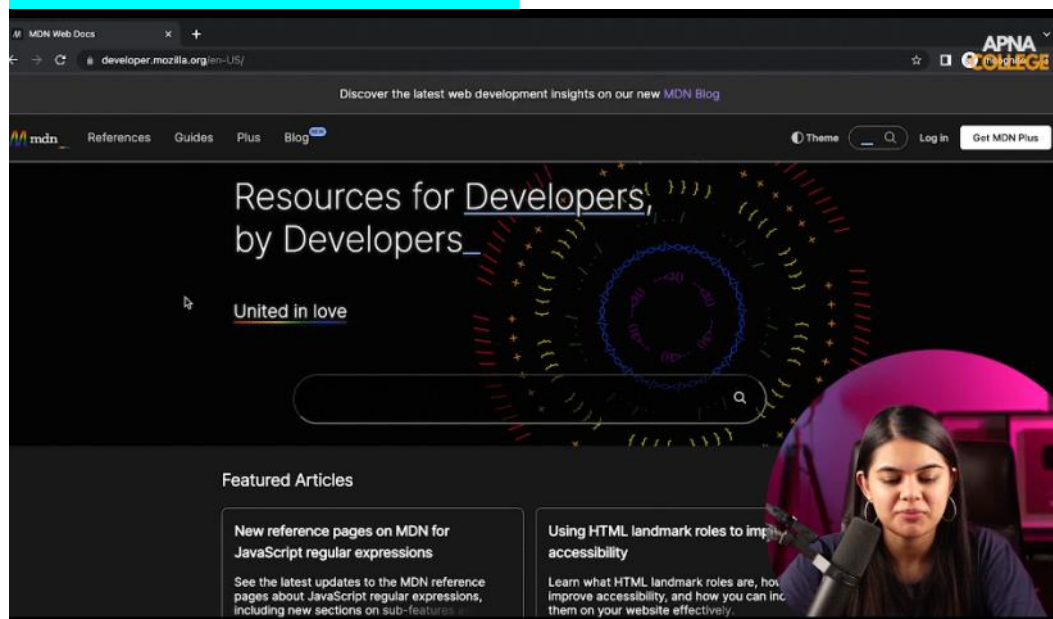 MDN Web Docs
APNA
COLLEGE
developer.mozilla.org/en-US/
Discover the latest web development insights on our new MDN Blog
mdn_ References Guides Plus Blog Theme Log in Get MDN Plus
Resources for Developers,
by Developers_
United in love
Featured Articles
New reference pages on MDN for
JavaScript regular expressions
See the latest updates to the MDN reference
pages about JavaScript regular expressions,
including new sections on sub-features
Using HTML landmark roles to
accessibility
Learn what HTML landmark roles are,
improve accessibility, and how you can
them on your website effectively.